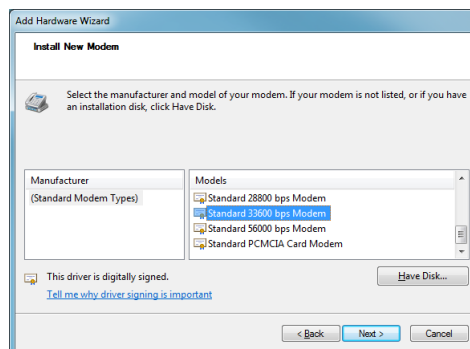 Add Hardware Wizard
Install New Modem
Select the manufacturer and model of your modem. If your modem is not listed, or if you have
an installation disk, click Have Disk.
Manufacturer
(Standard Modem Types)
Models
Standard 28800 bps Modem
Standard 33600 bps Modem
Standard 56000 bps Modem
Standard PCMCIA Card Modem
This driver is digitally signed.
Tell me why driver signing is important
Have Disk...
< Back
Next >
Cancel